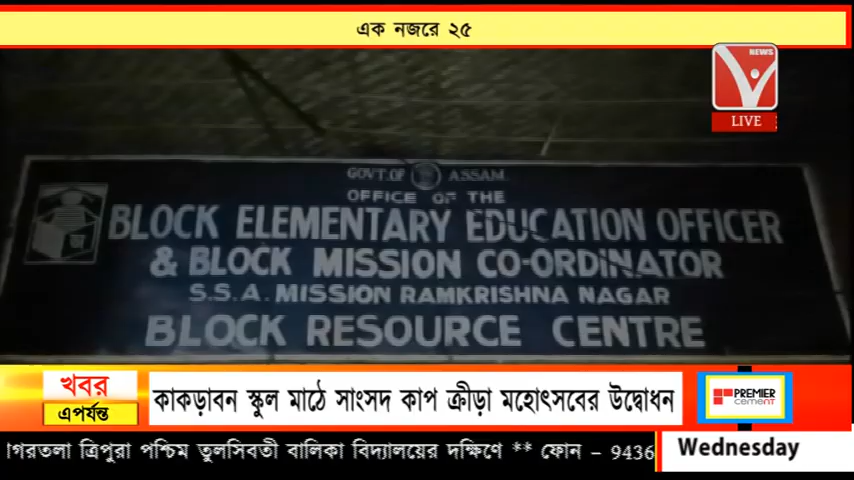 এক নজরে ২৫
NEWS
LIVE
GOVT. OF ASSAM
OFFICE OF THE
BLOCK ELEMENTARY EDUCATION OFFICER
& BLOCK MISSION CO-ORDINATOR
S.S.A. MISSION RAMKRISHNA NAGAR
BLOCK RESOURCE CENTRE
খবর
এপর্যন্ত
কাকড়াবন স্কুল মাঠে সাংসদ কাপ ক্রীড়া মহোৎসবের উদ্বোধন
PREMIER
cement
গরতলা ত্রিপুরা পশ্চিম তুলসিবতী বালিকা বিদ্যালয়ের দক্ষিণে ** ফোন – 9436
Wednesday